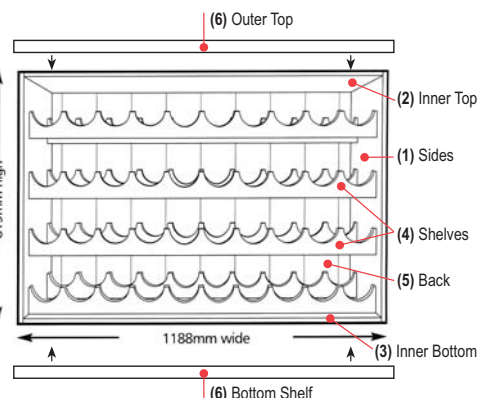 (6) Outer Top
(2) Inner Top
(1) Sides
(4) Shelves
(5) Back
1188mm wide
(3) Inner Bottom
(6) Bottom Shelf